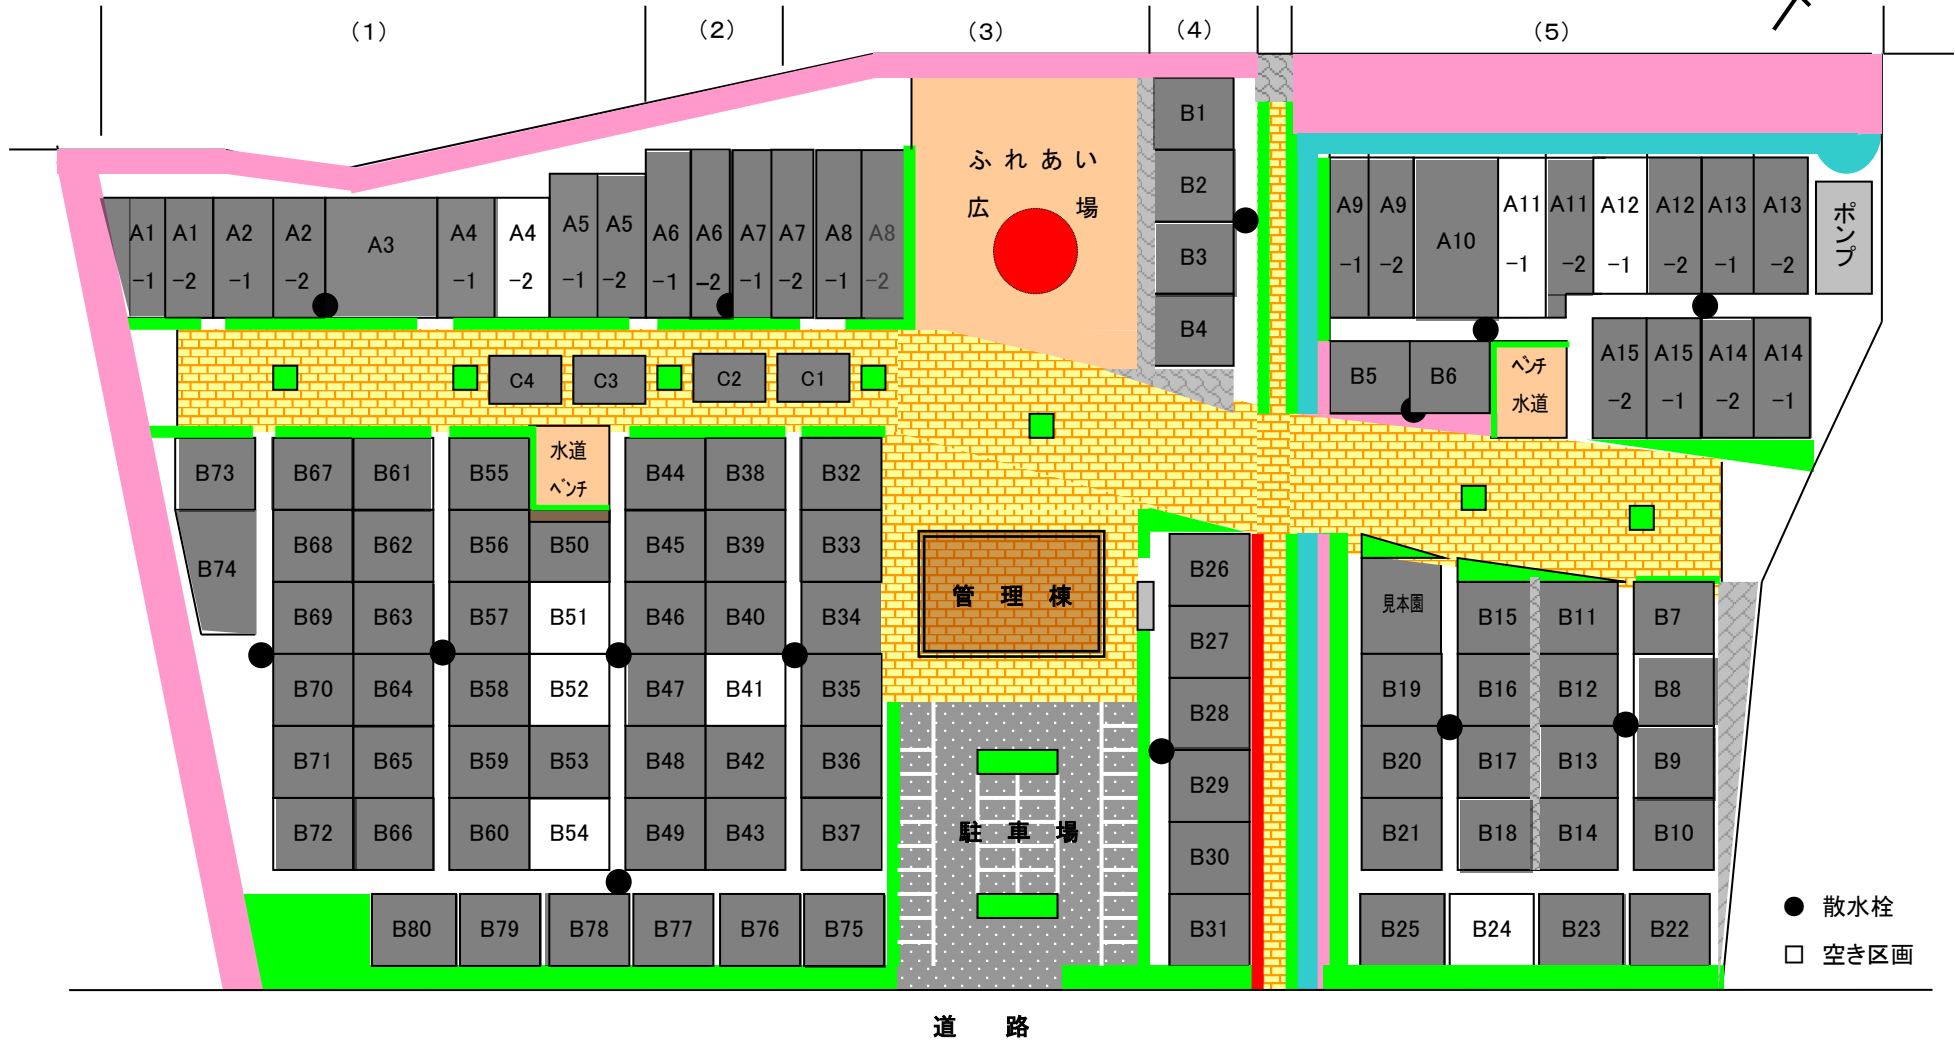 （1）
（2）
（3）
（4）
（5）
ふ れ あ い
広 場
B1
B2
B3
B4
A1
-1
A1
-2
A2
-1
A2
-2
A3
A4
-1
A4
-2
A5
-1
A5
-2
A6
-1
A6
-2
A7
-1
A7
-2
A8
-1
A8
-2
A9
-1
A9
-2
A10
A11
-1
A11
-2
A12
-1
A12
-2
A13
-1
A13
-2
ポンプ
C4
C3
C2
C1
B5
B6
ベンチ
水道
A15
-2
A15
-1
A14
-2
A14
-1
B73
B67
B61
B55
水道
ベンチ
B44
B38
B32
B74
B68
B62
B56
B50
B45
B39
B33
B69
B63
B57
B51
B46
B40
B34
B70
B64
B58
B52
B47
B41
B35
B71
B65
B59
B53
B48
B42
B36
B72
B66
B60
B54
B49
B43
B37
B80
B79
B78
B77
B76
B75
管 理 棟
駐 車 場
B26
B27
B28
B29
B30
B31
見本園
B15
B11
B7
B19
B16
B12
B8
B20
B17
B13
B9
B21
B18
B14
B10
B25
B24
B23
B22
散水栓
空き区画
道 路